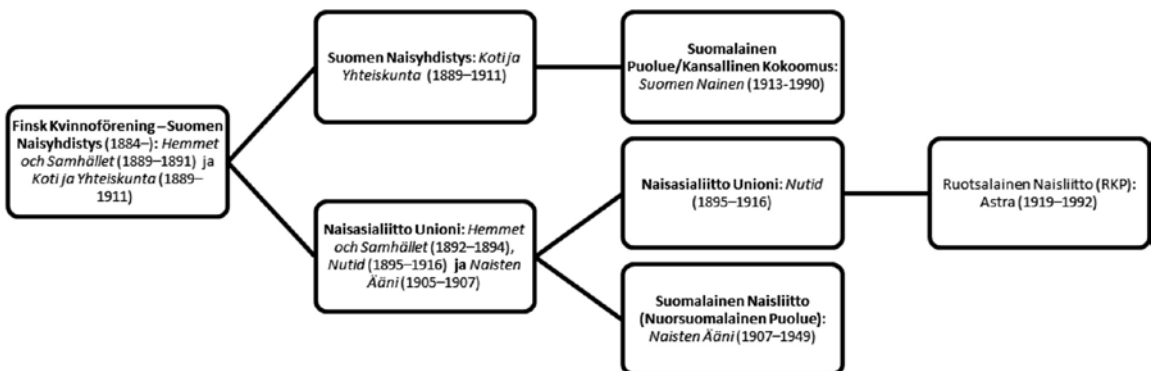 Finsk Kvinnoförening – Suomen
Naisyhdistys (1884–): Hemmet
och Samhället (1889–1891) ja
Koti ja Yhteiskunta (1889–
1911)
Suomen Naisyhdistys: Koti ja
Yhteiskunta (1889–1911)
Naisasialiitto Unioni: Hemmet
och Samhället (1892–1894),
Nutid (1895–1916) ja Naisten
Ääni (1905–1907)
Suomalainen
Puolue/Kansallinen Kokoomus:
Suomen Nainen (1913-1990)
Naisasialiitto Unioni: Nutid
(1895–1916)
Suomalainen Naisliitto
(Nuorsuomalainen Puolue):
Naisten Ääni (1907–1949)
Ruotsalainen Naisliitto (RKP):
Astra (1919–1992)